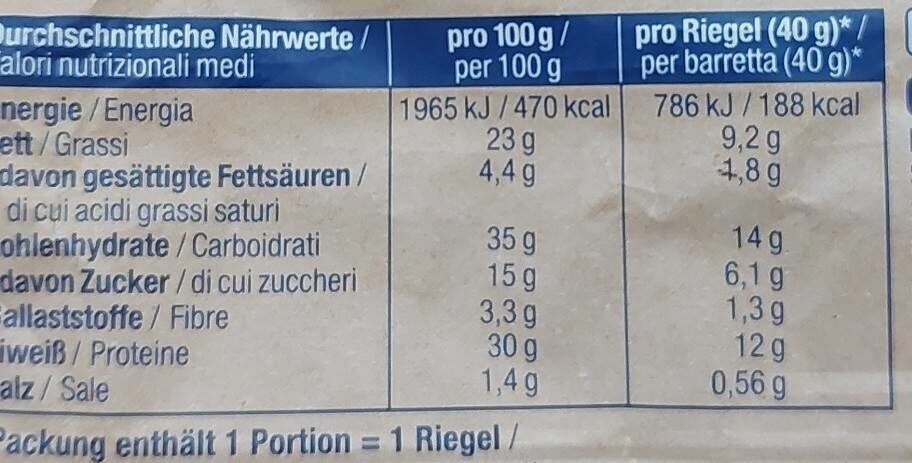 urchschnittliche Nährwerte / pro 100 g / pro Riegel (40 g)* /
alori nutrizionali medi per 100 g per barretta (40 g)*
nergie / Energia 1965 kJ / 470 kcal 786 kJ / 188 kcal
ett / Grassi 23 g 9,2 g
davon gesättigte Fettsäuren / 4,4 g 1,8 g
di cui acidi grassi saturi
ohlenhydrate / Carboidrati 35 g 14 g
davon Zucker / di cui zuccheri 15 g 6,1 g
allaststoffe / Fibre 3,3 g 1,3 g
iweiß / Proteine 30 g 12 g
alz / Sale 1,4 g 0,56 g
Packung enthält 1 Portion = 1 Riegel /